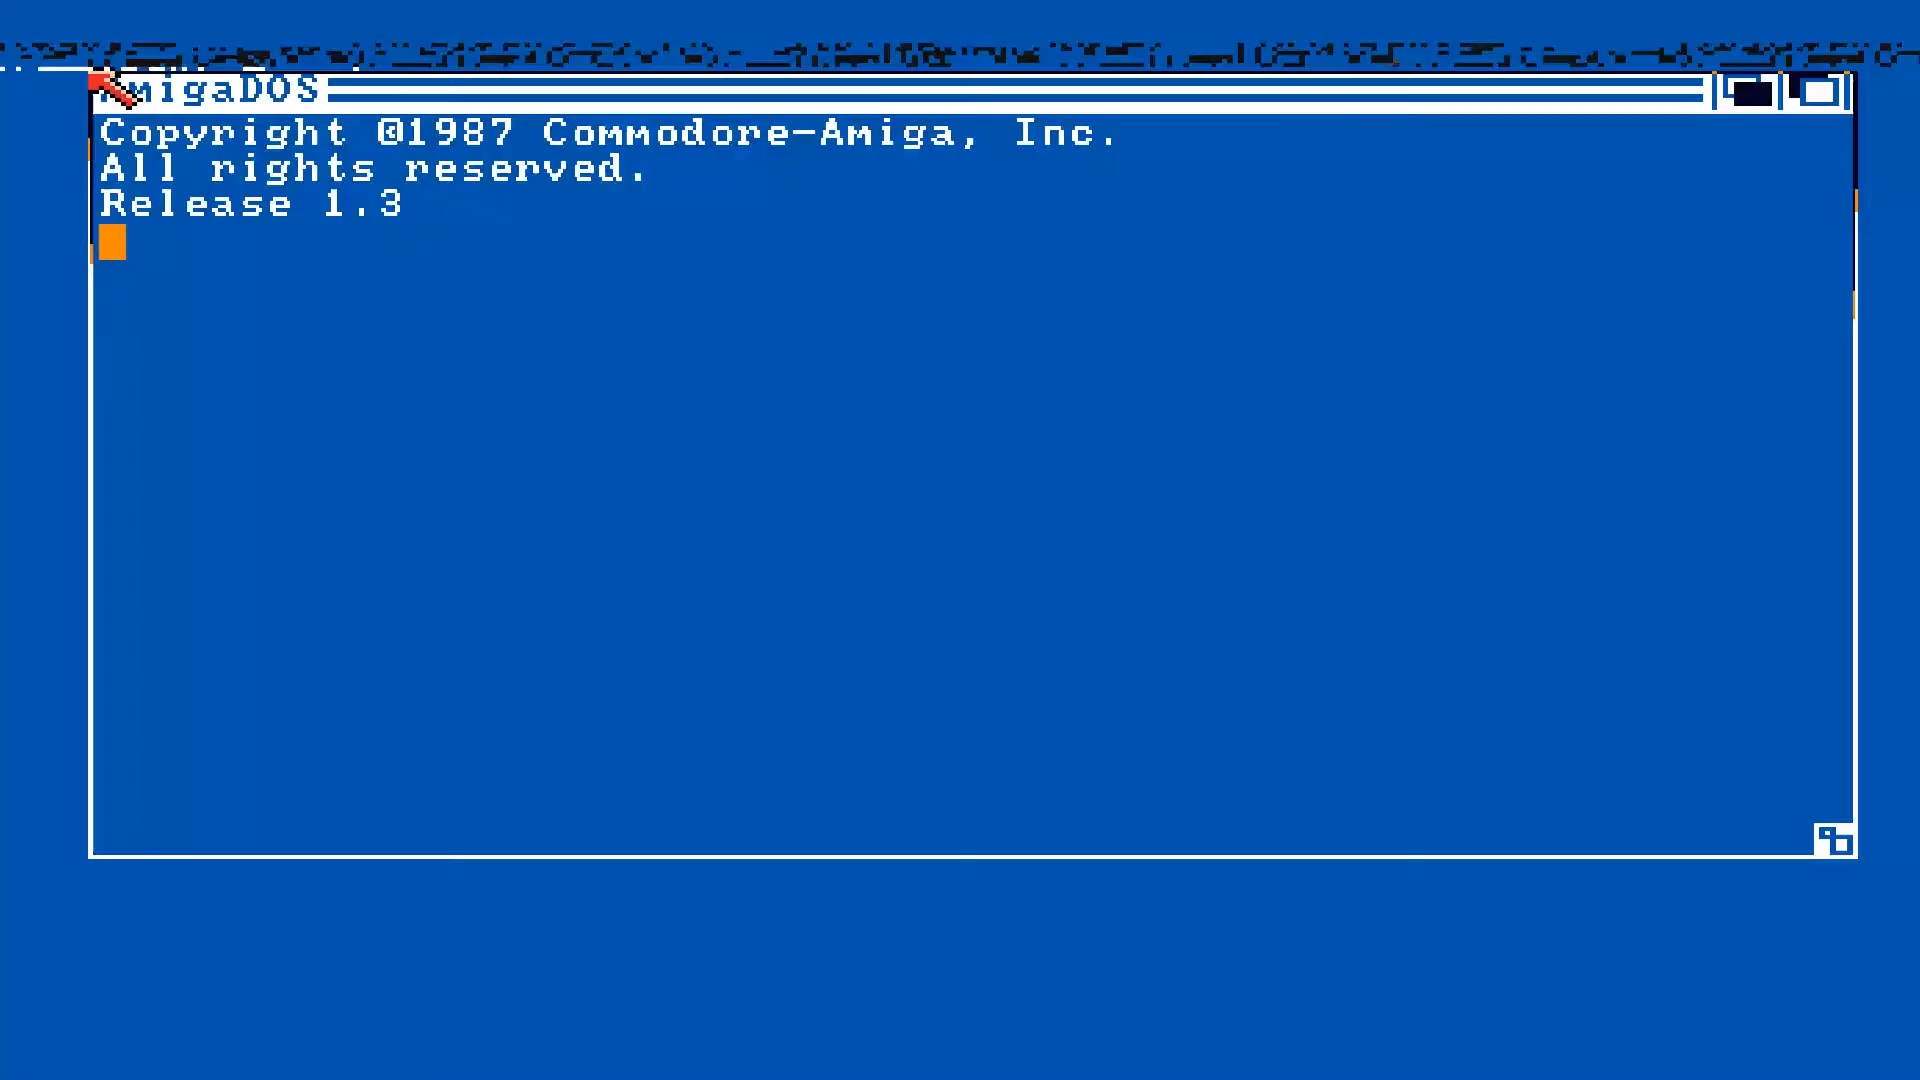 AmigaDOS
Copyright ©1987 Commodore-Amiga, Inc.
All rights reserved.
Release 1.3